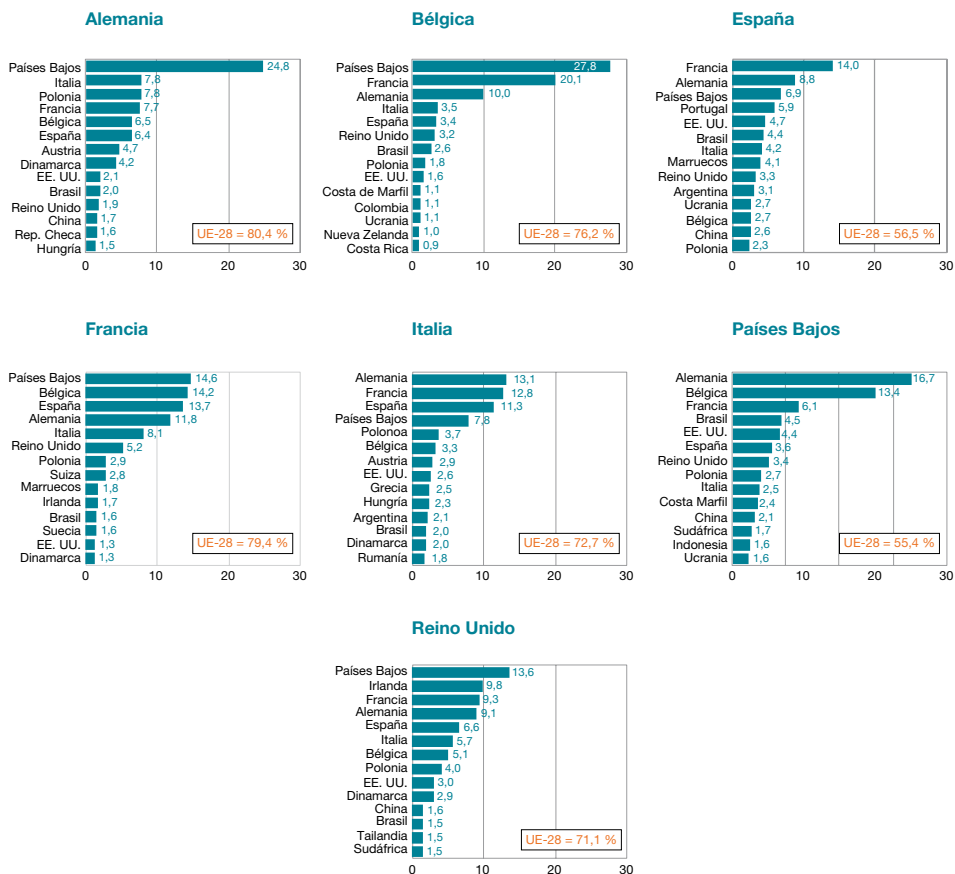 Alemania
Países Bajos 24,8
Italia 7,8
Polonia 7,8
Francia 7,7
Bélgica 6,5
España 6,4
Austria 4,7
Dinamarca 4,2
EE. UU. 2,1
Brasil 2,0
Reino Unido 1,9
China 1,7
Rep. Checa 1,6
Hungría 1,5
UE-28 = 80,4 %
0 10 20 30
Bélgica
Países Bajos 27,8
Francia 20,1
Alemania 10,0
Italia 3,5
España 3,4
Reino Unido 3,2
Brasil 2,6
Polonia 1,8
EE. UU. 1,6
Costa de Marfil 1,1
Colombia 1,1
Ucrania 1,1
Nueva Zelanda 1,0
Costa Rica 0,9
UE-28 = 76,2 %
0 10 20 30
España
Francia 14,0
Alemania 8,8
Países Bajos 6,9
Portugal 5,9
EE. UU. 4,7
Brasil 4,4
Italia 4,2
Marruecos 4,1
Reino Unido 3,3
Argentina 3,1
Ucrania 2,7
Bélgica 2,7
China 2,6
Polonia 2,3
UE-28 = 56,5 %
0 10 20 30
Francia
Países Bajos 14,6
Bélgica 14,2
España 13,7
Alemania 11,8
Italia 8,1
Reino Unido 5,2
Polonia 2,9
Suiza 2,8
Marruecos 1,8
Irlanda 1,7
Brasil 1,6
Suecia 1,6
EE. UU. 1,3
Dinamarca 1,3
UE-28 = 79,4 %
0 10 20 30
Italia
Alemania 13,1
Francia 12,8
España 11,3
Países Bajos 7,8
Polonoa 3,7
Bélgica 3,3
Austria 2,9
EE. UU. 2,6
Grecia 2,5
Hungría 2,3
Argentina 2,1
Brasil 2,0
Dinamarca 2,0
Rumanía 1,8
UE-28 = 72,7 %
0 10 20 30
Países Bajos
Alemania 16,7
Bélgica 13,4
Francia 6,1
Brasil 4,5
EE. UU. 4,4
España 3,6
Reino Unido 3,4
Polonia 2,7
Italia 2,5
Costa Marfil 2,4
China 2,1
Sudáfrica 1,7
Indonesia 1,6
Ucrania 1,6
UE-28 = 55,4 %
0 10 20 30
Reino Unido
Países Bajos 13,6
Irlanda 9,8
Francia 9,3
Alemania 9,1
España 6,6
Italia 5,7
Bélgica 5,1
Polonia 4,0
EE. UU. 3,0
Dinamarca 2,9
China 1,6
Brasil 1,5
Tailandia 1,5
Sudáfrica 1,5
UE-28 = 71,1 %
0 10 20 30